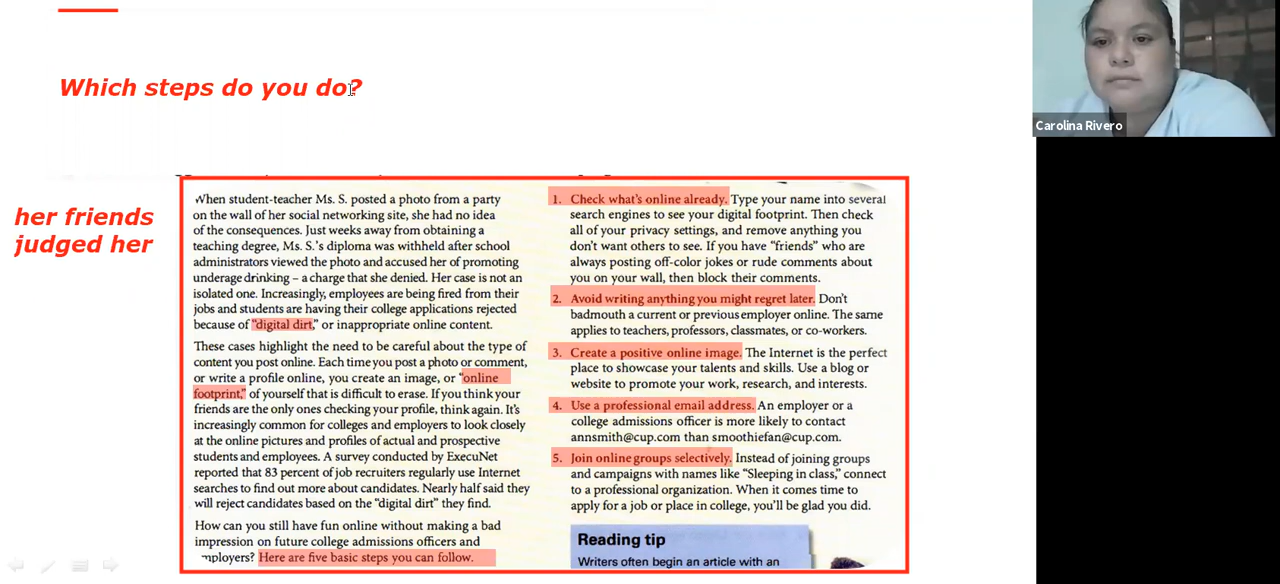 Which steps do you do?
Carolina Rivero
her friends
judged her
When student-teacher Ms. S. posted a photo from a party
on the wall of her social networking site, she had no idea
of the consequences. Just weeks away from obtaining a
teaching degree, Ms. S.'s diploma was withheld after school
administrators viewed the photo and accused her of promoting
underage drinking – a charge that she denied. Her case is not an
isolated one. Increasingly, employees are being fired from their
jobs and students are having their college applications rejected
because of "digital dirt," or inappropriate online content.
These cases highlight the need to be careful about the type of
content you post online. Each time you post a photo or comment,
or write a profile online, you create an image, or "online
footprint," of yourself that is difficult to erase. If you think your
friends are the only ones checking your profile, think again. It's
increasingly common for colleges and employers to look closely
at the online pictures and profiles of actual and prospective
students and employees. A survey conducted by ExecuNet
reported that 83 percent of job recruiters regularly use Internet
searches to find out more about candidates. Nearly half said they
will reject candidates based on the "digital dirt" they find.
How can you still have fun online without making a bad
impression on future college admissions officers and
mployers? Here are five basic steps you can follow.
1. Check what's online already. Type your name into several
search engines to see your digital footprint. Then check
all of your privacy settings, and remove anything you
don't want others to see. If you have "friends" who are
always posting off-color jokes or rude comments about
you on your wall, then block their comments.
2. Avoid writing anything you might regret later. Don't
badmouth a current or previous employer online. The same
applies to teachers, professors, classmates, or co-workers.
3. Create a positive online image. The Internet is the perfect
place to showcase your talents and skills. Use a blog or
website to promote your work, research, and interests.
4. Use a professional email address. An employer or a
college admissions officer is more likely to contact
annsmith@cup.com than smoothiefan@cup.com.
5. Join online groups selectively. Instead of joining groups
and campaigns with names like "Sleeping in class," connect
to a professional organization. When it comes time to
apply for a job or place in college, you'll be glad you did.
Reading tip
Writers often begin an article with an